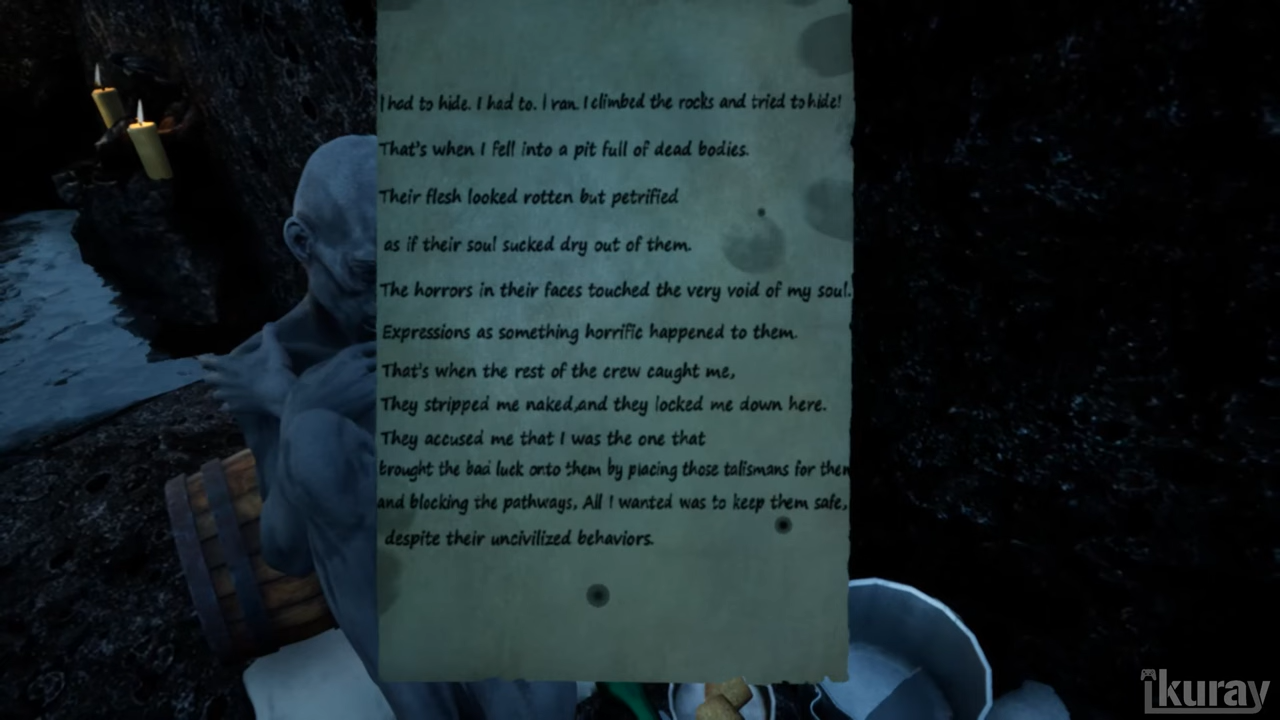 I had to hide. I had to. I ran. I climbed the rocks and tried to hide!
That's when I fell into a pit full of dead bodies.
Their flesh looked rotten but petrified
as if their soul sucked dry out of them.
The horrors in their faces touched the very void of my soul.
Expressions as something horrific happened to them.
That's when the rest of the crew caught me,
They stripped me naked,and they locked me down here.
They accused me that I was the one that
brought the bad luck onto them by placing those talismans for them
and blocking the pathways, All I wanted was to keep them safe,
despite their uncivilized behaviors.
ikuray